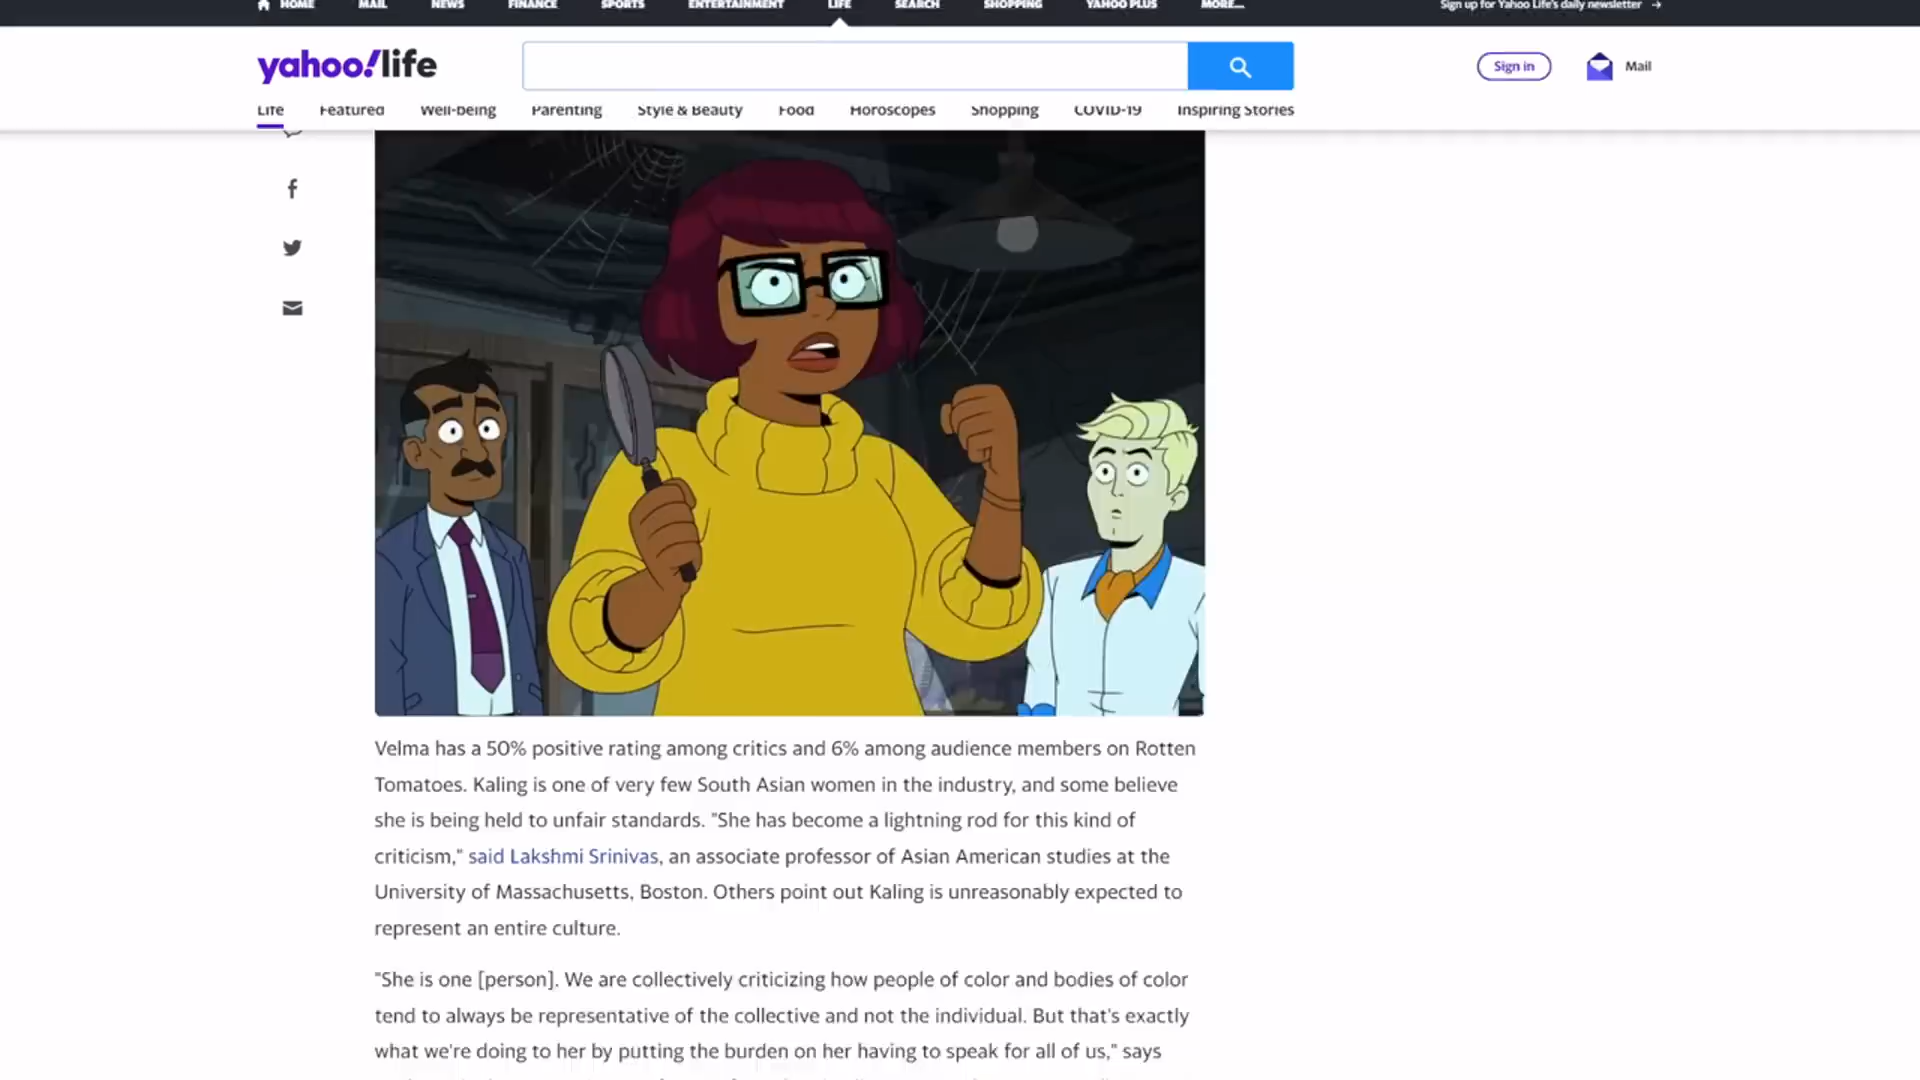 HOME MAIL NEWS FINANCE SPORTS ENTERTAINMENT LIFE SEARCH SHOPPING YAHOO PLUS MORE... Sign up for Yahoo Life's daily newsletter →
yahoo!life Sign in Mail
Life Featured Well-being Parenting Style & Beauty Food Horoscopes Shopping COVID-19 Inspiring Stories
Velma has a 50% positive rating among critics and 6% among audience members on Rotten
Tomatoes. Kaling is one of very few South Asian women in the industry, and some believe
she is being held to unfair standards. "She has become a lightning rod for this kind of
criticism," said Lakshmi Srinivas, an associate professor of Asian American studies at the
University of Massachusetts, Boston. Others point out Kaling is unreasonably expected to
represent an entire culture.
"She is one [person]. We are collectively criticizing how people of color and bodies of color
tend to always be representative of the collective and not the individual. But that's exactly
what we're doing to her by putting the burden on her having to speak for all of us," says